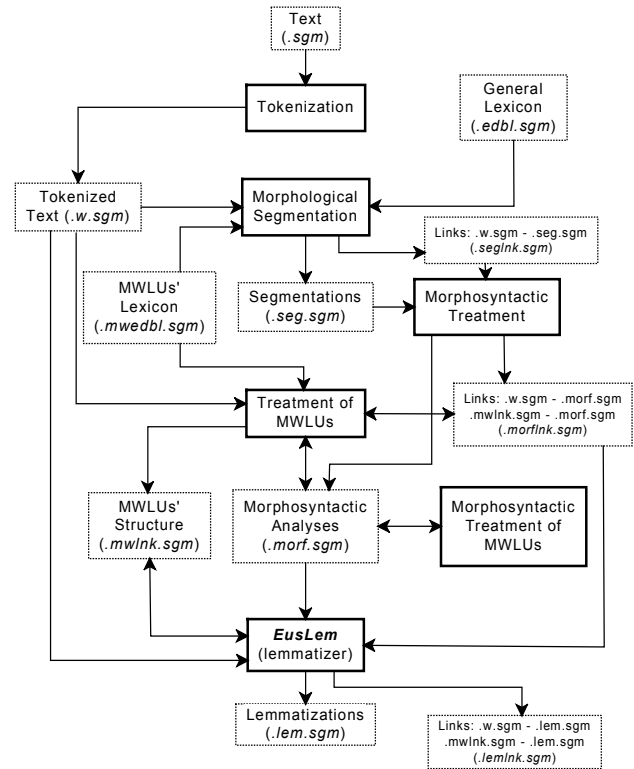 Text
(.sgm)
Tokenization
General
Lexicon
(.edbl.sgm)
Tokenized
Text (.w.sgm)
Morphological
Segmentation
Links: .w.sgm - .seg.sgm
(.seglnk.sgm)
MWLUs'
Lexicon
(.mwedbl.sgm)
Segmentations
(.seg.sgm)
Morphosyntactic
Treatment
Treatment of
MWLUs
Links: .w.sgm - .morf.sgm
.mwlnk.sgm - .morf.sgm
(.morflnk.sgm)
MWLUs'
Structure
(.mwlnk.sgm)
Morphosyntactic
Analyses
(.morf.sgm)
Morphosyntactic
Treatment of
MWLUs
EusLem
(lemmatizer)
Lemmatizations
(.lem.sgm)
Links: .w.sgm - .lem.sgm
.mwlnk.sgm - .lem.sgm
(.lemlnk.sgm)